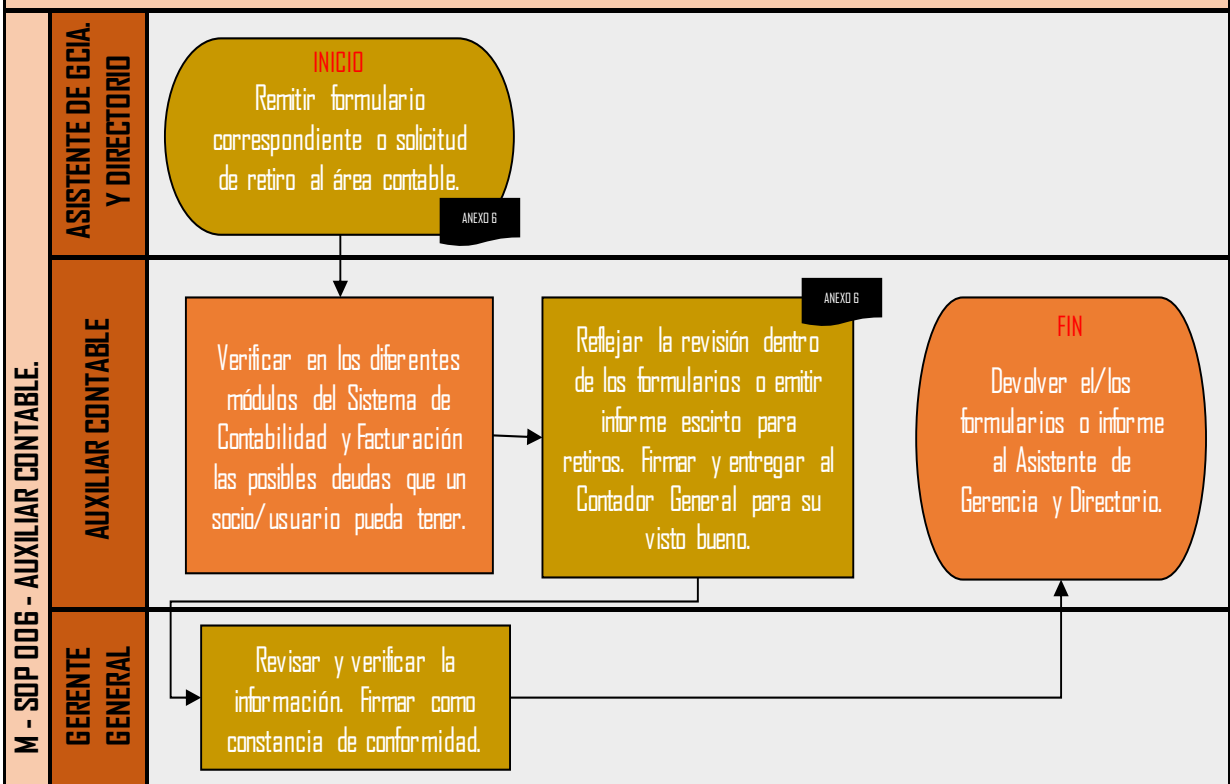 M - SOP 006 - AUXILIAR CONTABLE.
ASISTENTE DE GCIA.
Y DIRECTORIO
INICIO
Remitir formulario
correspondiente o solicitud
de retiro al área contable.
ANEXO 6
AUXILIAR CONTABLE
Verificar en los diferentes
módulos del Sistema de
Contabilidad y Facturación
las posibles deudas que un
socio/usuario pueda tener.
ANEXO 6
Reflejar la revisión dentro
de los formularios o emitir
informe escirto para
retiros. Firmar y entregar al
Contador General para su
visto bueno.
FIN
Devolver el/los
formularios o informe
al Asistente de
Gerencia y Directorio.
GERENTE
GENERAL
Revisar y verificar la
información. Firmar como
constancia de conformidad.